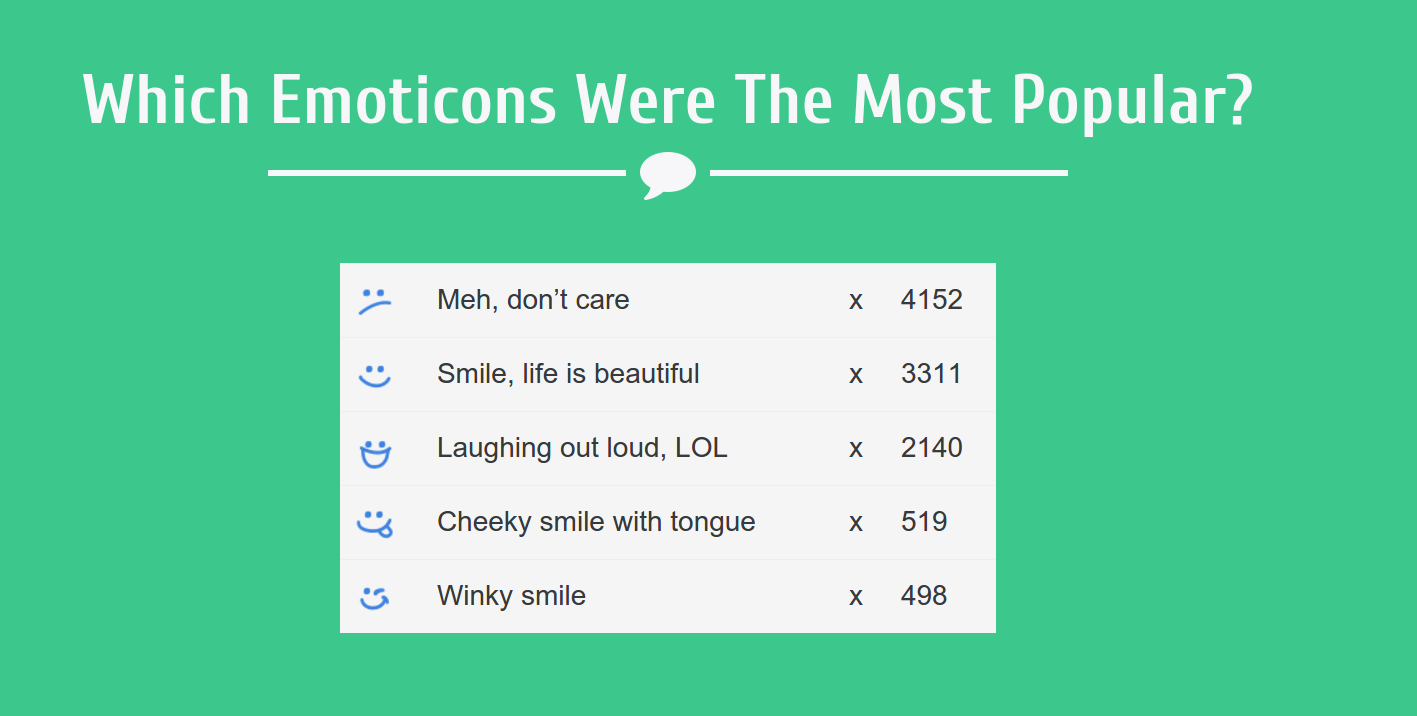 Which Emoticons Were The Most Popular?
Meh, don’t care x 4152
Smile, life is beautiful x 3311
Laughing out loud, LOL x 2140
Cheeky smile with tongue x 519
Winky smile x 498